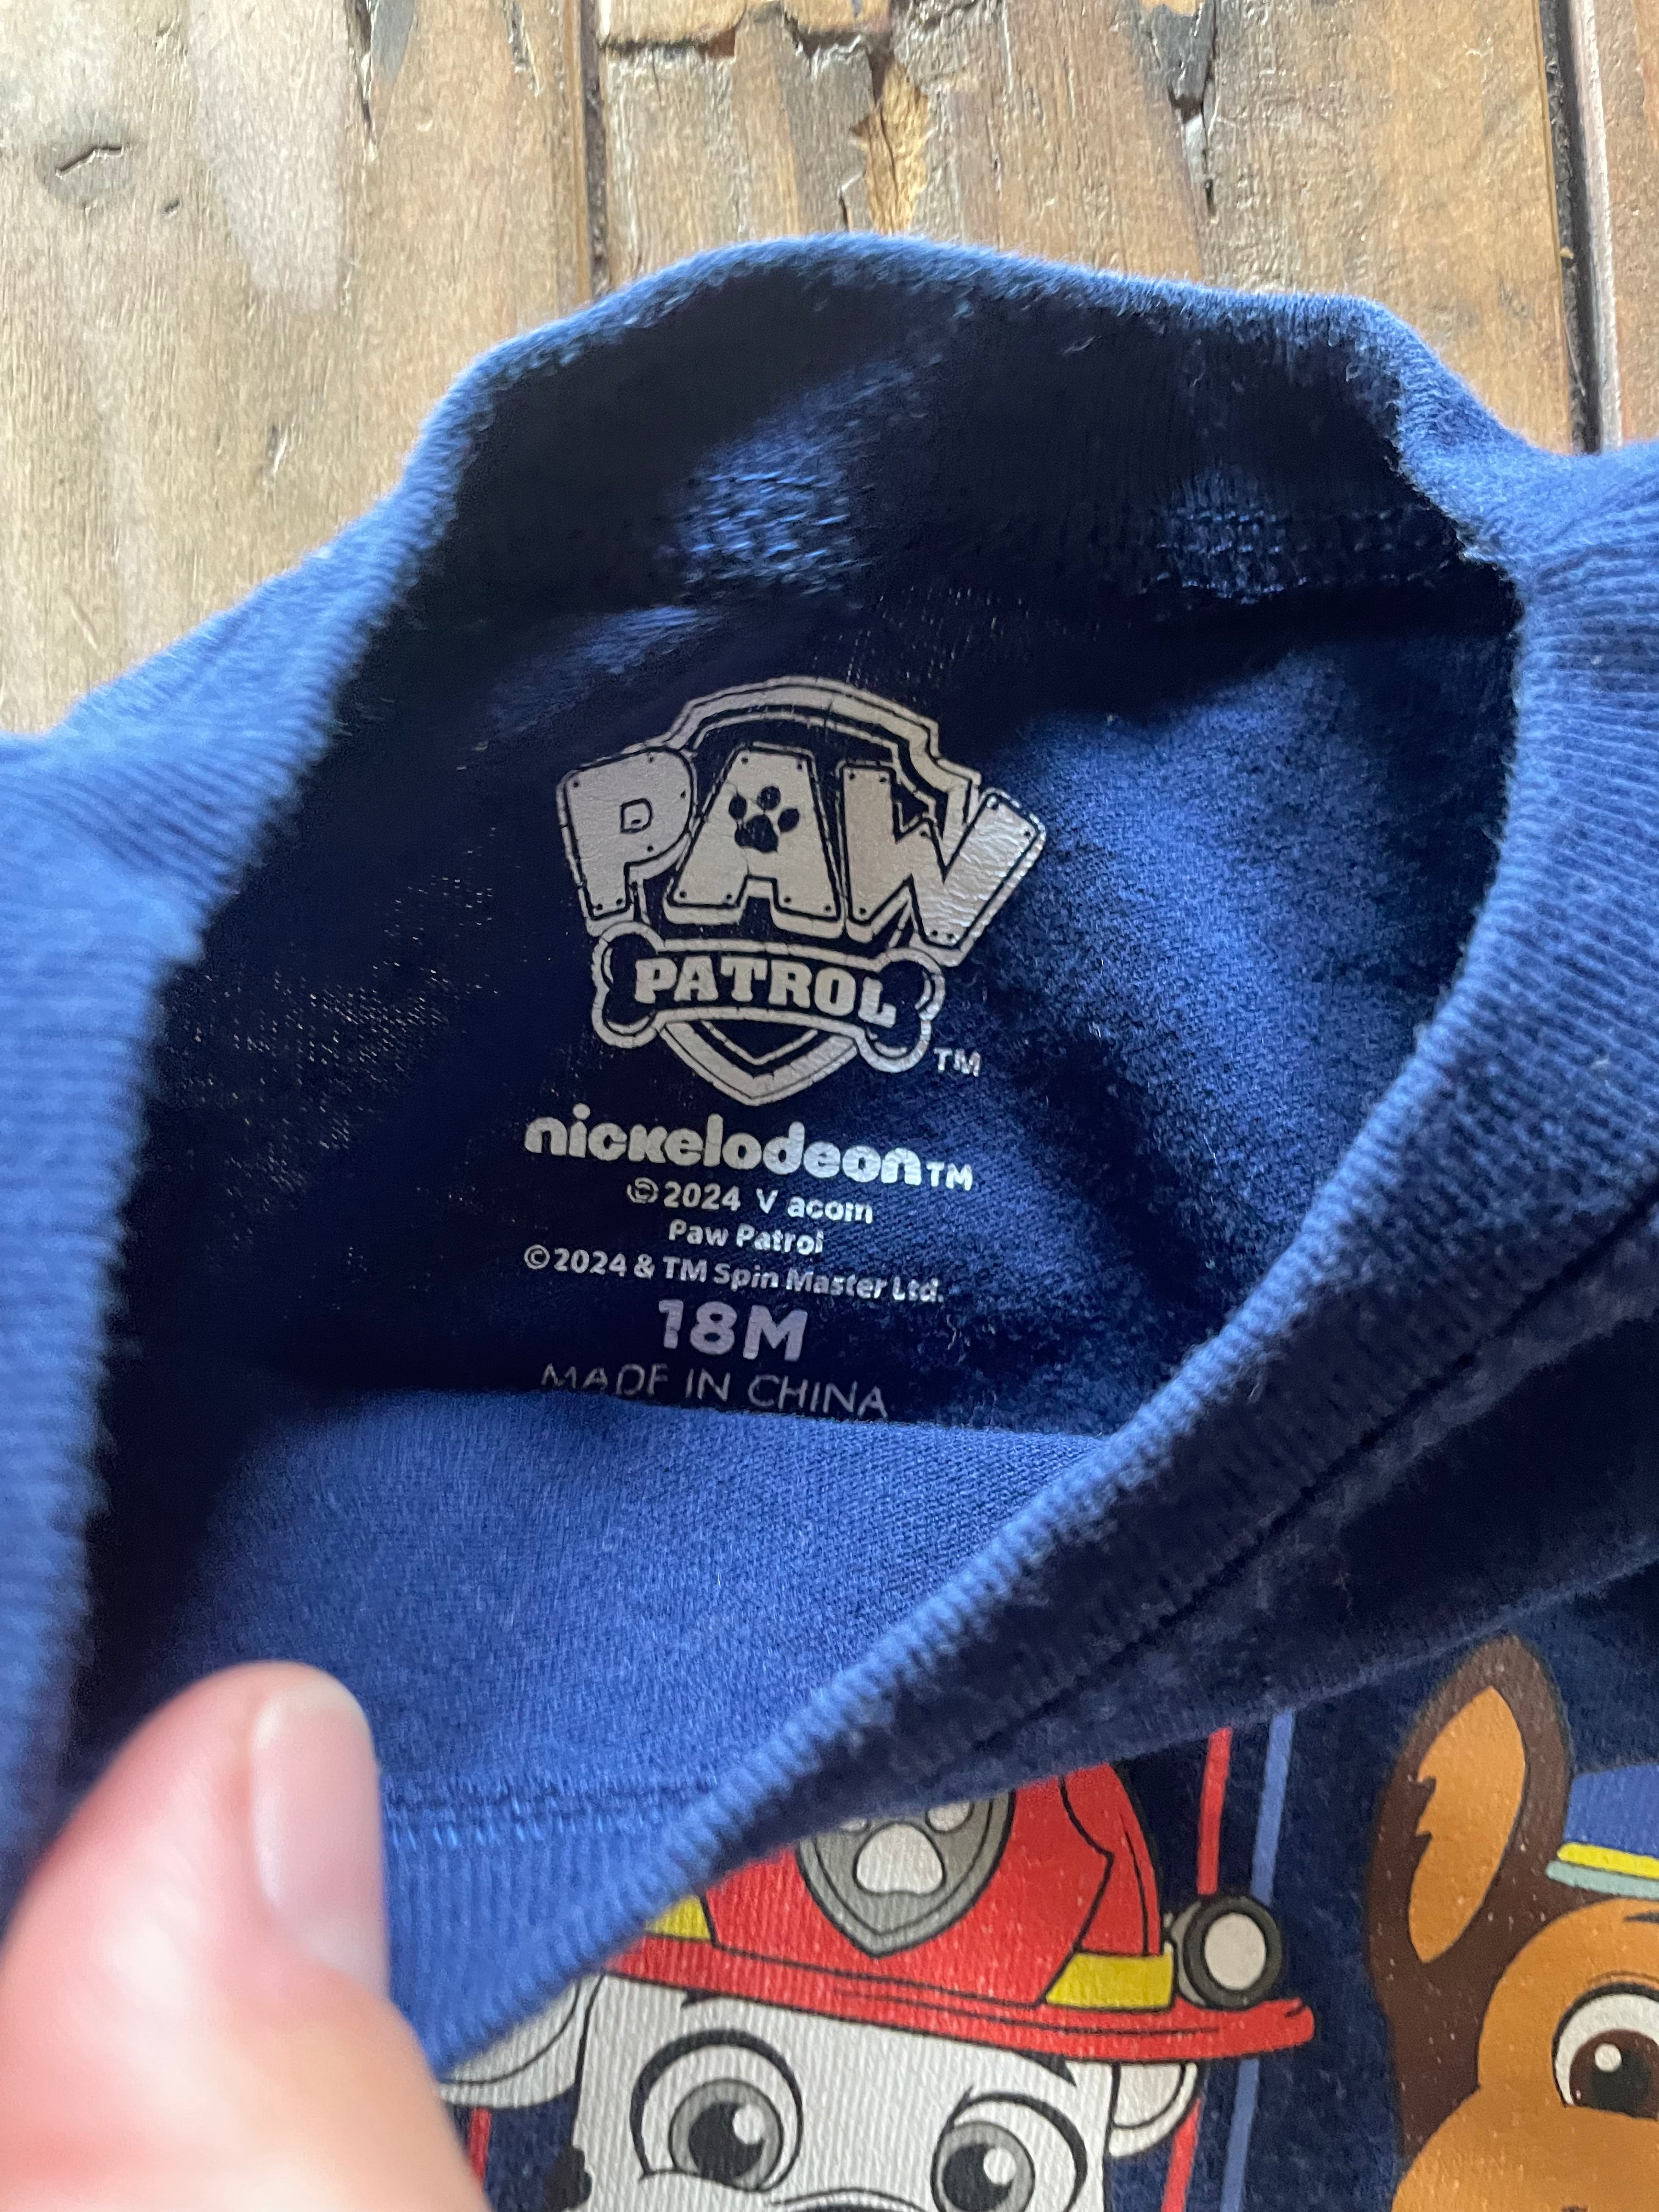 PAW
PATROL
TM
nickelodeon TM
©2024 V acom
Paw Patrol
©2024 & TM Spin Master Ltd.
18M
MADE IN CHINA